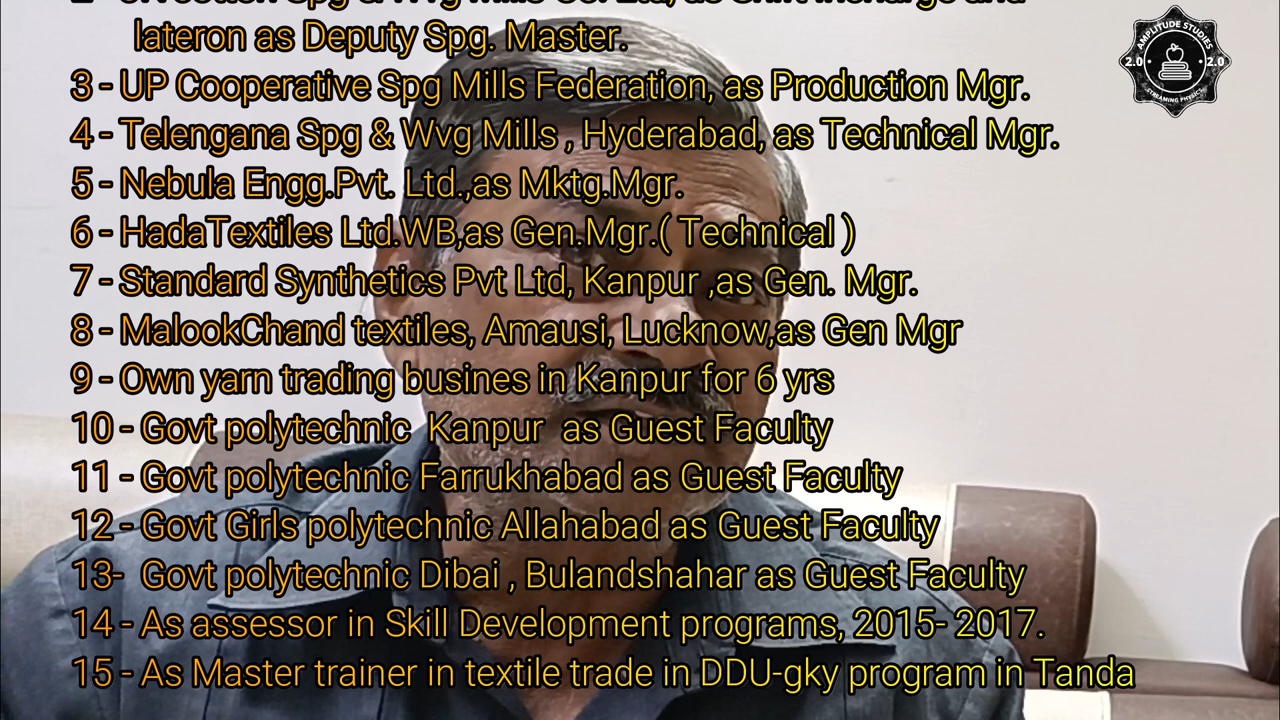 lateron as Deputy Spg. Master.
3 - UP Cooperative Spg Mills Federation, as Production Mgr.
4 - Telengana Spg & Wvg Mills , Hyderabad, as Technical Mgr.
5 - Nebula Engg.Pvt. Ltd.,as Mktg.Mgr.
6 - HadaTextiles Ltd.WB,as Gen.Mgr.( Technical )
7 - Standard Synthetics Pvt Ltd, Kanpur ,as Gen. Mgr.
8 - MalookChand textiles, Amausi, Lucknow,as Gen Mgr
9 - Own yarn trading busines in Kanpur for 6 yrs
10 - Govt polytechnic Kanpur as Guest Faculty
11 - Govt polytechnic Farrukhabad as Guest Faculty
12 - Govt Girls polytechnic Allahabad as Guest Faculty
13- Govt polytechnic Dibai , Bulandshahar as Guest Faculty
14 - As assessor in Skill Development programs, 2015- 2017.
15 - As Master trainer in textile trade in DDU-gky program in Tanda
AMPLITUDE STUDIES
2.0 2.0
STREAMING PHYSICS